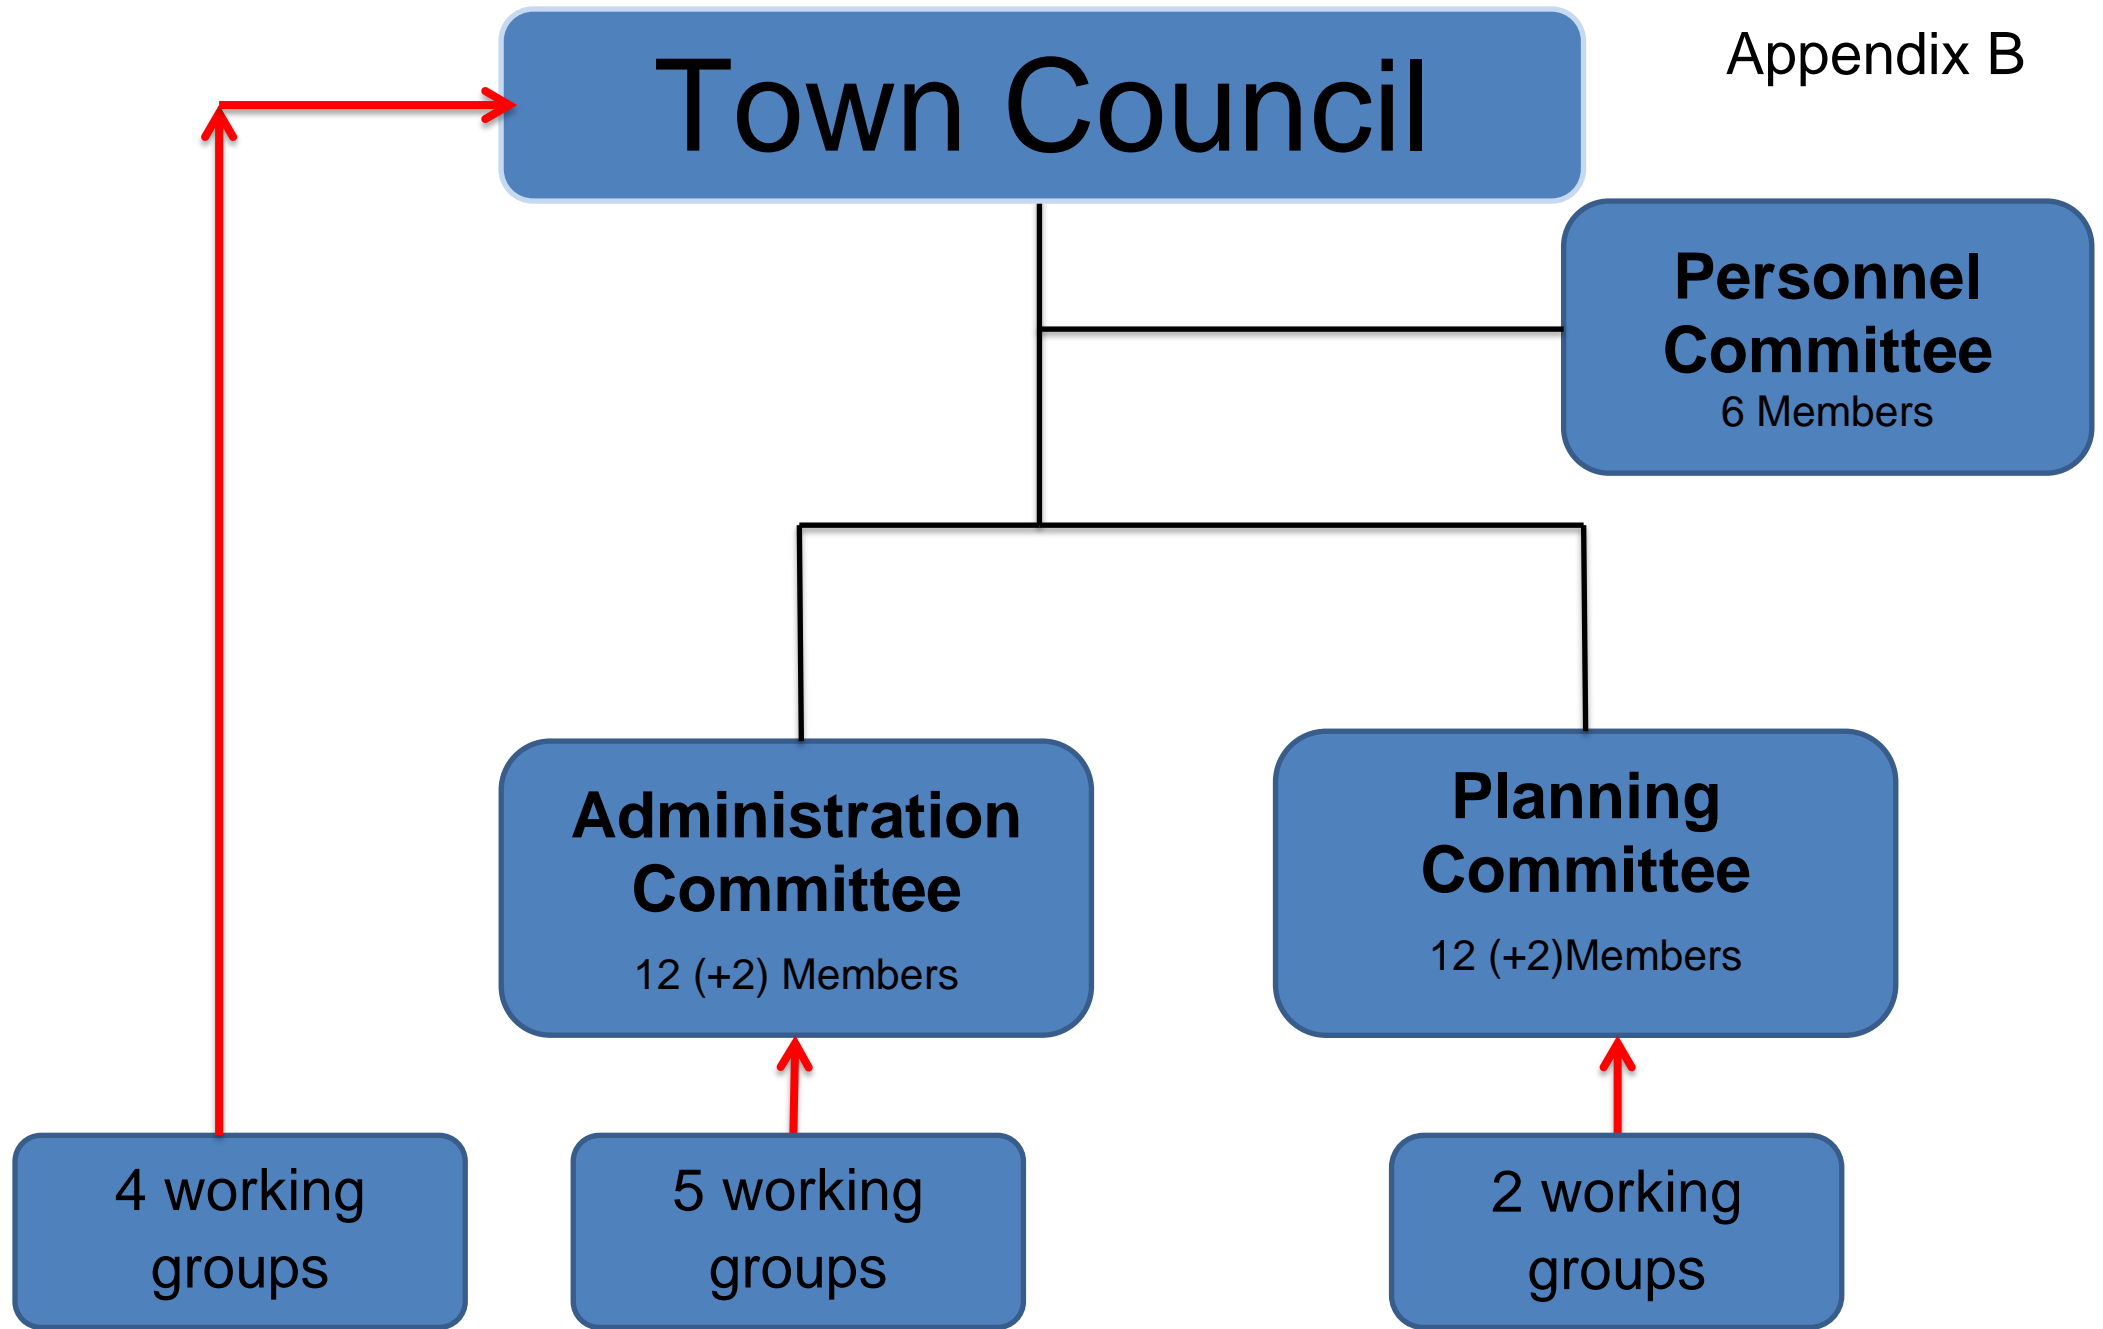 Appendix B
Town Council
Personnel
Committee
6 Members
Administration
Committee
12 (+2) Members
Planning
Committee
12 (+2)Members
4 working
groups
5 working
groups
2 working
groups